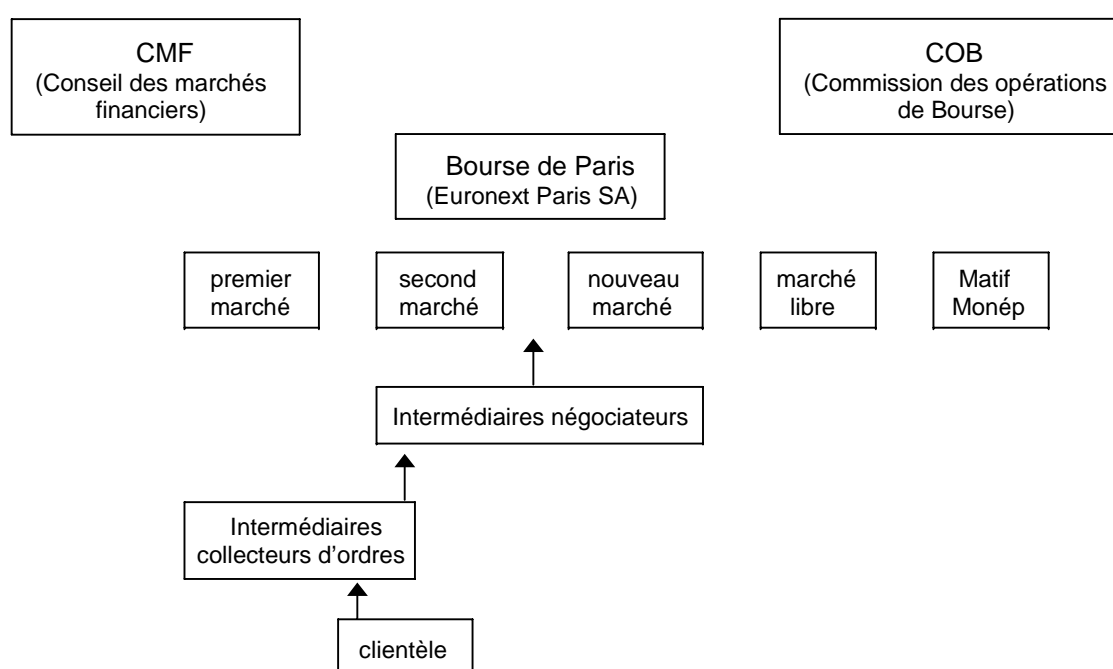 CMF
(Conseil des marchés
financiers)
COB
(Commission des opérations
de Bourse)
Bourse de Paris
(Euronext Paris SA)
premier
marché
second
marché
nouveau
marché
marché
libre
Matif
Monép
Intermédiaires négociateurs
Intermédiaires
collecteurs d’ordres
clientèle